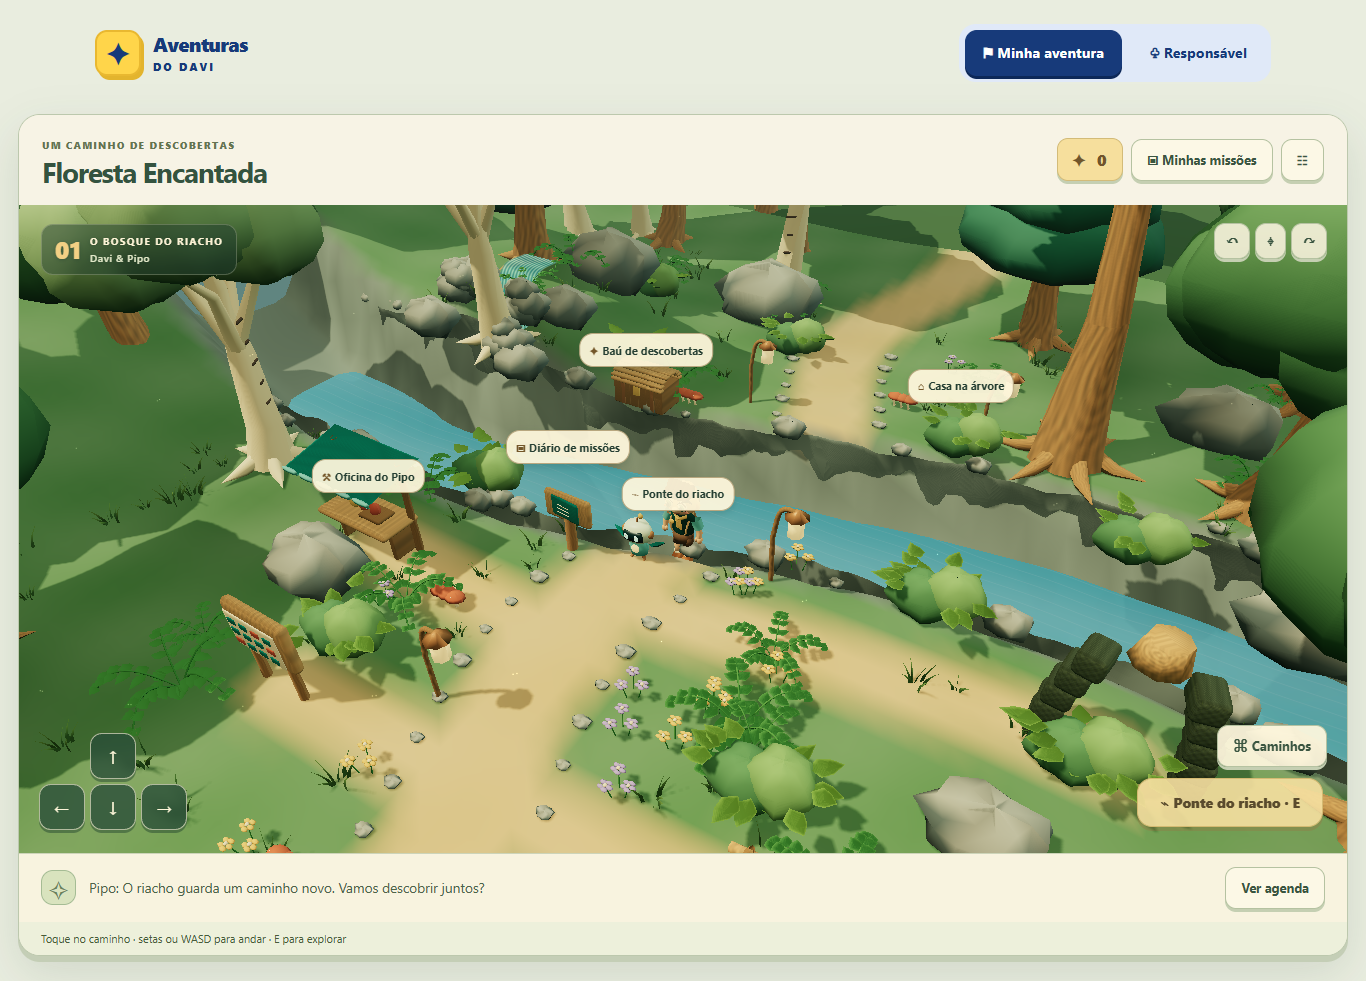 Aventuras
DO DAVI
Minha aventura
Responsável
UM CAMINHO DE DESCOBERTAS
Floresta Encantada
0
Minhas missões
01
O BOSQUE DO RIACHO
Davi & Pipo
Baú de descobertas
Casa na árvore
Diário de missões
Oficina do Pipo
Ponte do riacho
Caminhos
Ponte do riacho · E
Pipo: O riacho guarda um caminho novo. Vamos descobrir juntos?
Ver agenda
Toque no caminho · setas ou WASD para andar · E para explorar